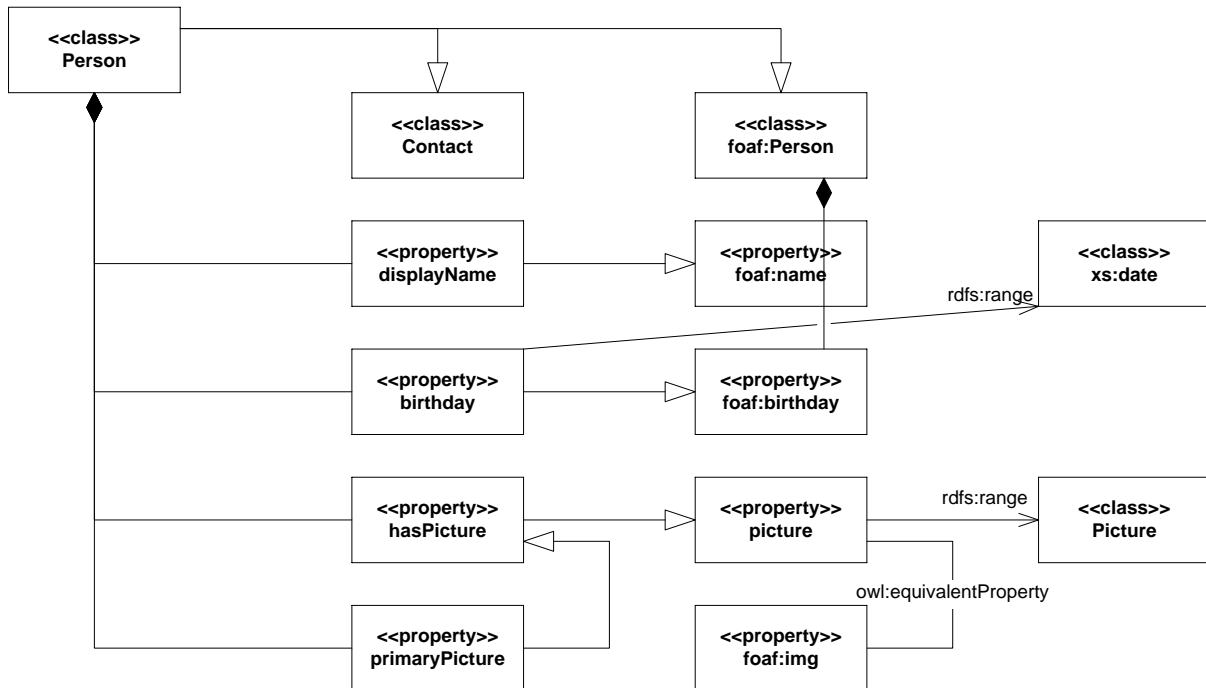 <<class>>
Person
<<class>>
Contact
<<class>>
foaf:Person
<<property>>
displayName
<<property>>
foaf:name
<<class>>
xs:date
rdfs:range
<<property>>
birthday
<<property>>
foaf:birthday
<<property>>
hasPicture
<<property>>
picture
rdfs:range
<<class>>
Picture
owl:equivalentProperty
<<property>>
primaryPicture
<<property>>
foaf:img